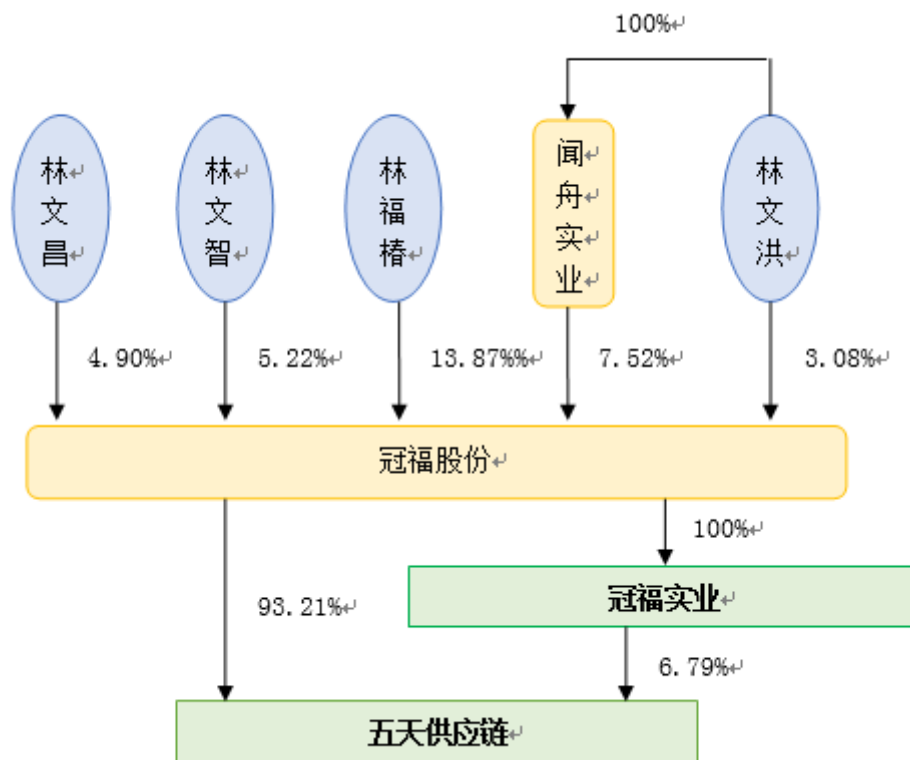 100%↵
林↵
文
昌↵
林↵
文
智↵
林
福
椿
闻↵
舟
实
业↵
林
文
洪↵
4.90%↵
5.22%↵
13.87%%↵
7.52%↵
3.08%↵
冠福股份↵
100%↵
冠福实业↵
93.21%↵
6.79%↵
五天供应链↵